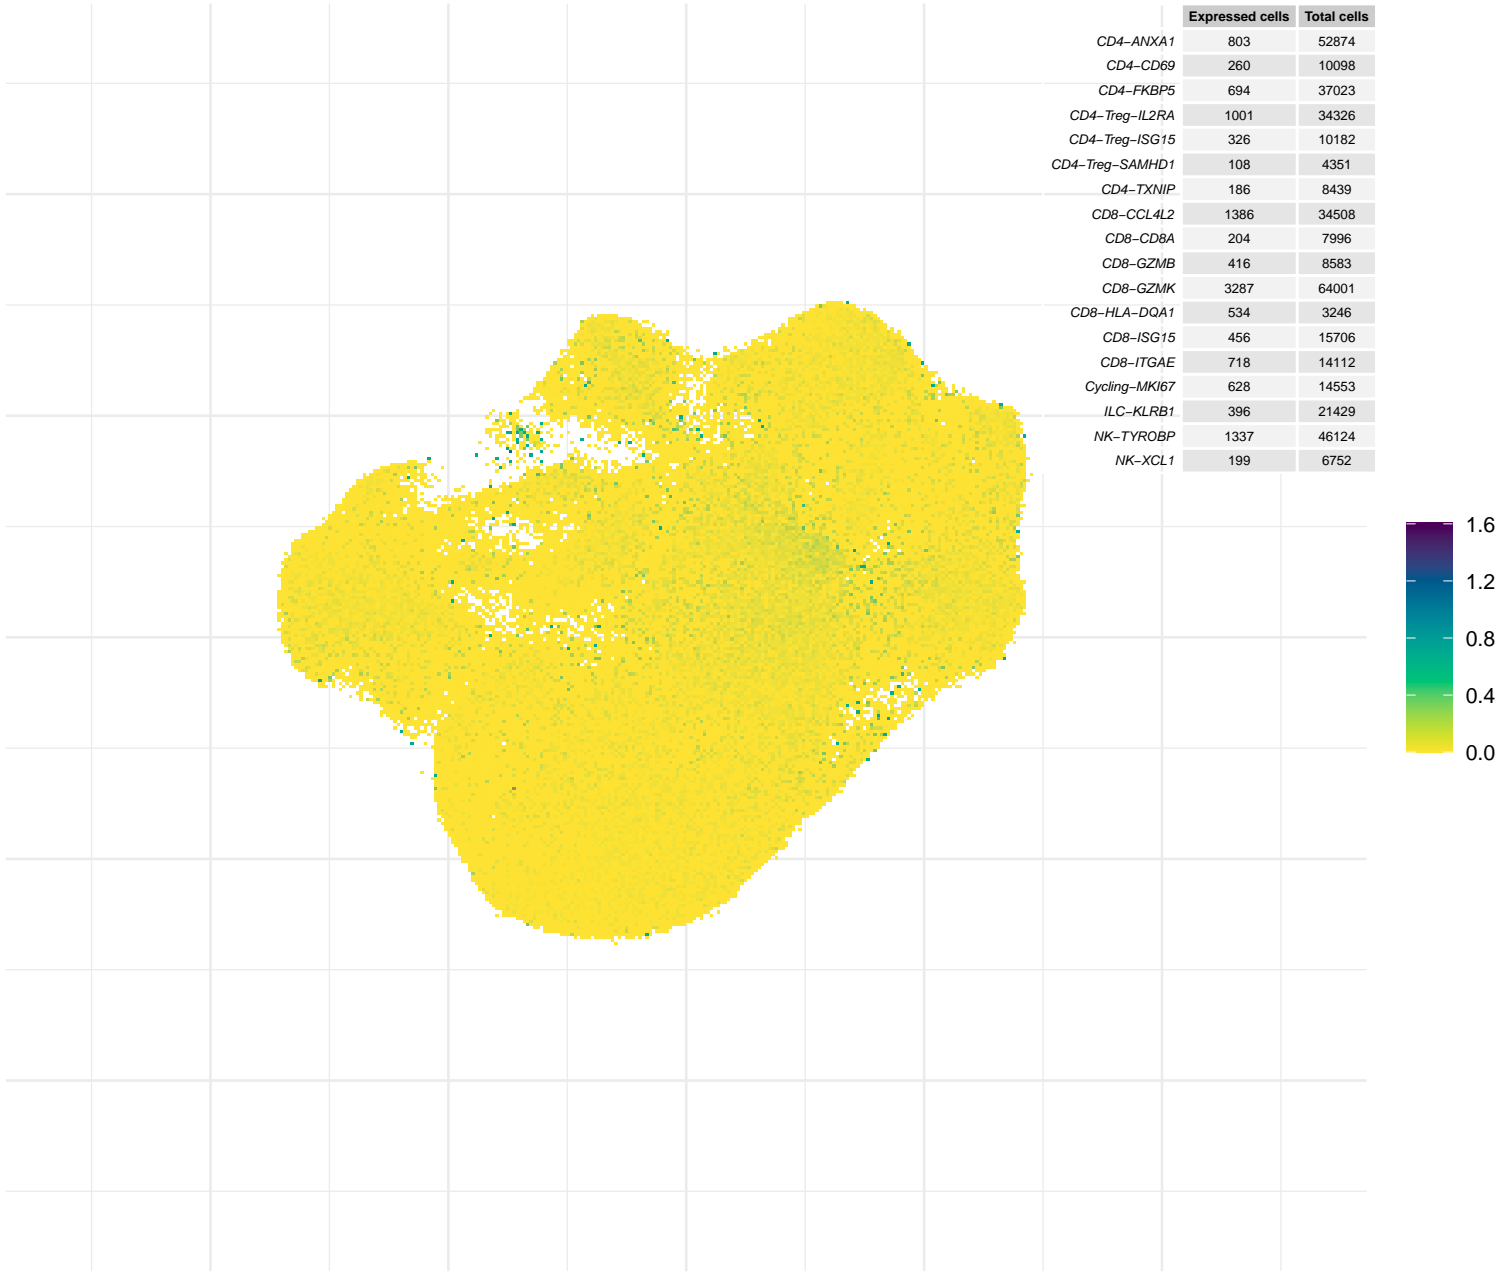 Expressed cells Total cells
CD4−ANXA1 803 52874
CD4−CD69 260 10098
CD4−FKBP5 694 37023
CD4−Treg−IL2RA 1001 34326
CD4−Treg−ISG15 326 10182
CD4−Treg−SAMHD1 108 4351
CD4−TXNIP 186 8439
CD8−CCL4L2 1386 34508
CD8−CD8A 204 7996
CD8−GZMB 416 8583
CD8−GZMK 3287 64001
CD8−HLA−DQA1 534 3246
CD8−ISG15 456 15706
CD8−ITGAE 718 14112
Cycling−MKI67 628 14553
ILC−KLRB1 396 21429
NK−TYROBP 1337 46124
NK−XCL1 199 6752
1.6
1.2
0.8
0.4
0.0